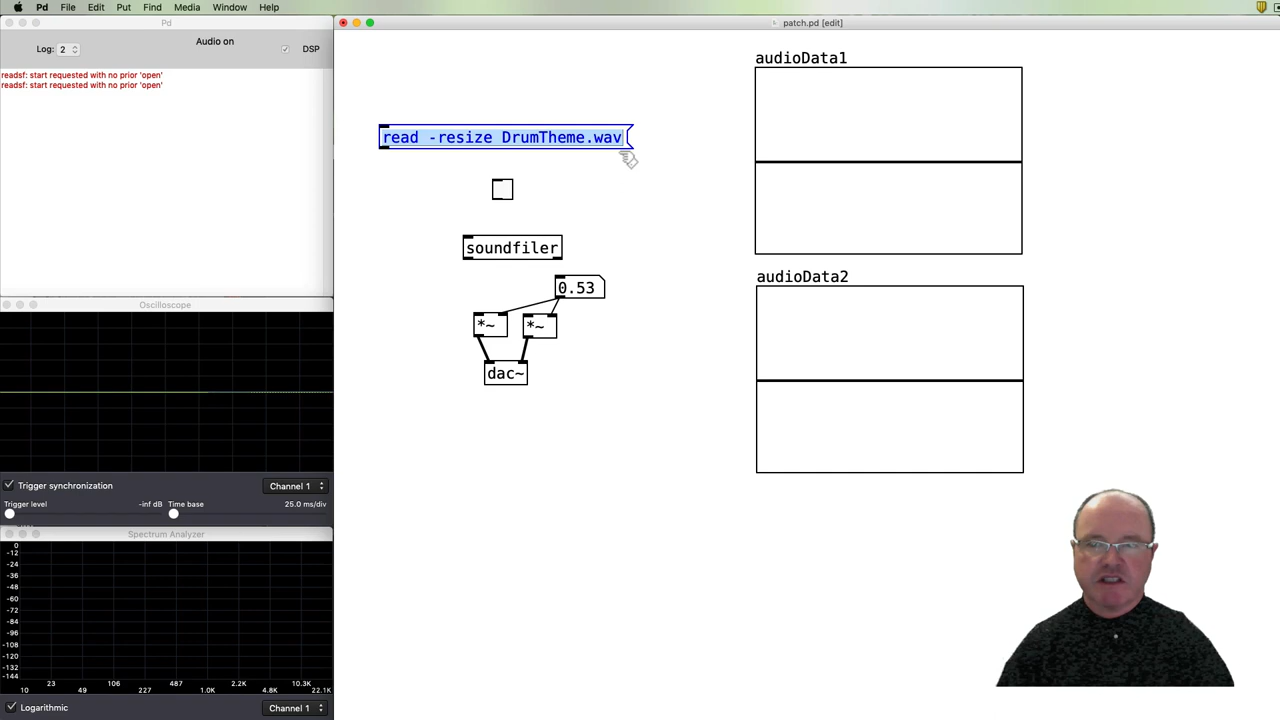 Pd File Edit Put Find Media Window Help
Pd
patch.pd [edit]
Log: 2
Audio on
DSP
readsf: start requested with no prior 'open'
readsf: start requested with no prior 'open'
read -resize DrumTheme.wav
soundfiler
0.53
*~ *~
dac~
audioData1
audioData2
Oscilloscope
Trigger synchronization
Channel 1
Trigger level
-inf dB
Time base
25.0 ms/div
Spectrum Analyzer
0
-12
-24
-36
-48
-60
-72
-84
-96
-108
-120
-132
-144
23 106 487 2.2K 10.3K
10 49 227 1.0K 4.8K 22.1K
Logarithmic
Channel 1